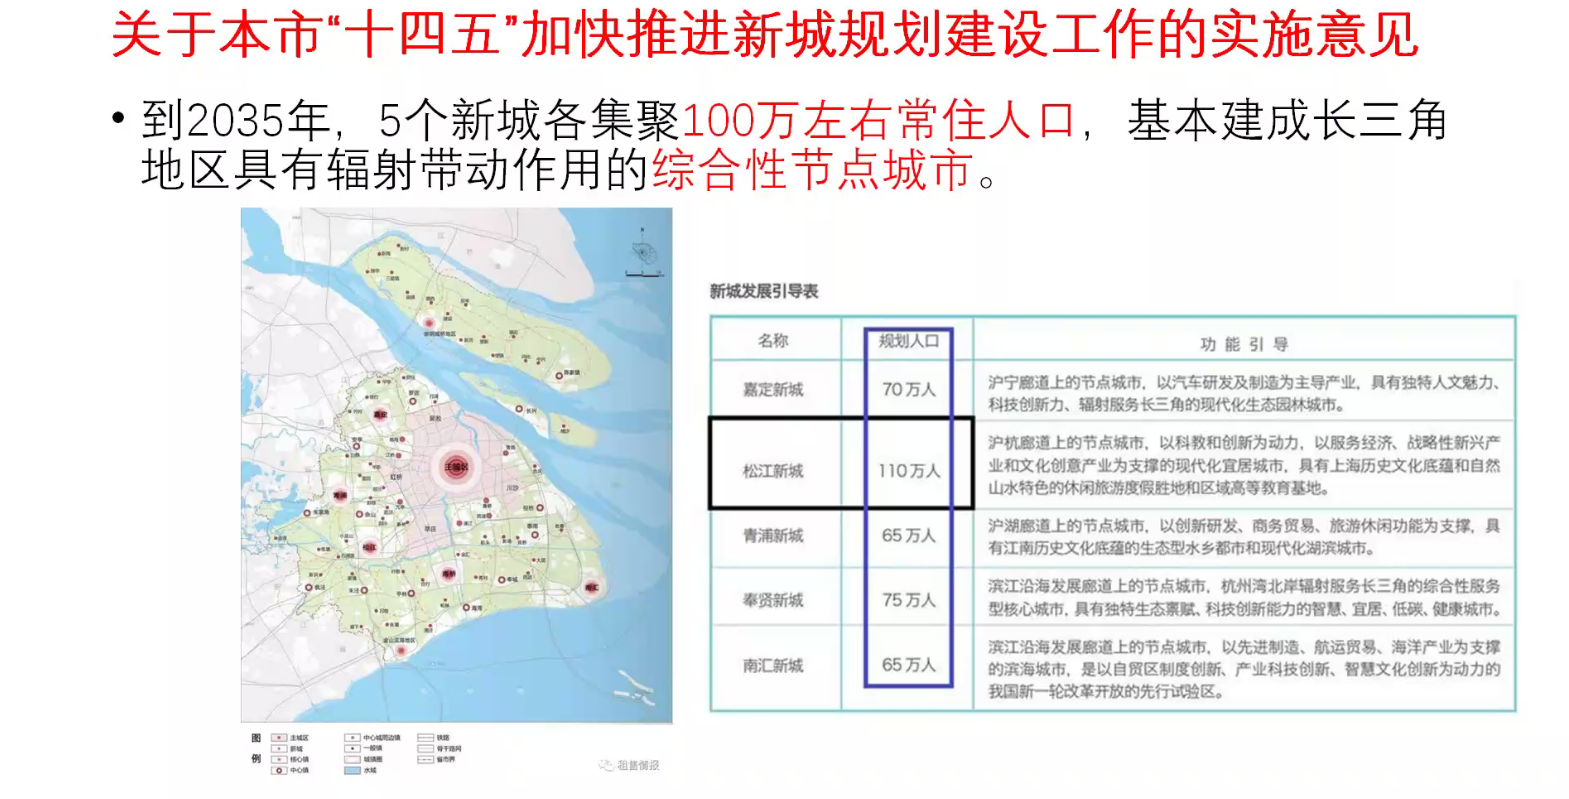 关于本市“十四五”加快推进新城规划建设工作的实施意见
• 到2035年，5个新城各集聚100万左右常住人口，基本建成长三角
地区具有辐射带动作用的综合性节点城市。
新城发展引导表
名称 规划人口 功能引导
嘉定新城 70万人
沪宁廊道上的节点城市，以汽车研发及制造为主导产业，具有独特人文魅力、
科技创新力、辐射服务长三角的现代化生态园林城市。
松江新城 110万人
沪杭廊道上的节点城市，以科教和创新为动力，以服务经济、战略性新兴产
业和文化创意产业为支撑的现代化宜居城市，具有上海历史文化底蕴和自然
山水特色的休闲旅游度假胜地和区域高等教育基地。
青浦新城 65万人
沪湖廊道上的节点城市，以创新研发、商务贸易、旅游休闲功能为支撑，具
有江南历史文化底蕴的生态型水乡都市和现代化湖滨城市。
奉贤新城 75万人
滨江沿海发展廊道上的节点城市，杭州湾北岸辐射服务长三角的综合性服务
型核心城市，具有独特生态禀赋、科技创新能力的智慧、宜居、低碳、健康城市。
南汇新城 65万人
滨江沿海发展廊道上的节点城市，以先进制造、航运贸易、海洋产业为支撑
的滨海城市，是以自贸区制度创新、产业科技创新、智慧文化创新为动力的
我国新一轮改革开放的先行试验区。
主城区
嘉定
青浦
松江
南桥
南汇
虹桥
川沙
图例
主城区 中心城周边镇 铁路
新城 一般镇 骨干路网
核心镇 城镇圈 省市界
中心镇 水域
租售情报